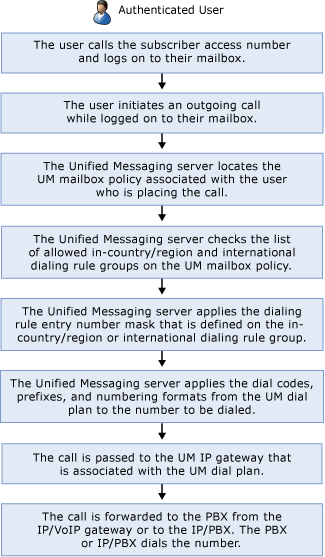 Authenticated User
The user calls the subscriber access number
and logs on to their mailbox.
The user initiates an outgoing call
while logged on to their mailbox.
The Unified Messaging server locates the
UM mailbox policy associated with the user
who is placing the call.
The Unified Messaging server checks the list
of allowed in-country/region and international
dialing rule groups on the UM mailbox policy.
The Unified Messaging server applies the dialing
rule entry number mask that is defined on the in-
country/region or international dialing rule group.
The Unified Messaging server applies the dial codes,
prefixes, and numbering formats from the UM dial
plan to the number to be dialed.
The call is passed to the UM IP gateway that
is associated with the UM dial plan.
The call is forwarded to the PBX from the
IP/VoIP gateway or to the IP/PBX. The PBX
or IP/PBX dials the number.